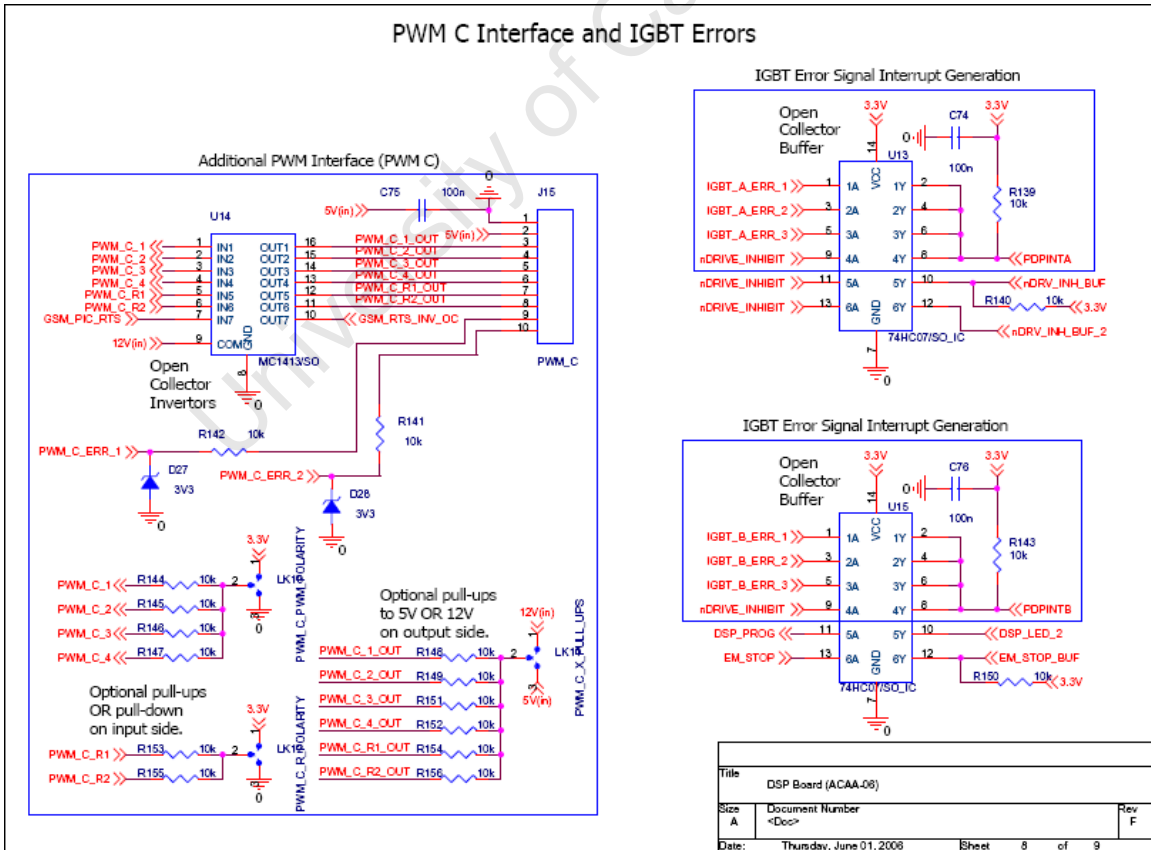 PWM C Interface and IGBT Errors
University of C
Additional PWM Interface (PWM C)
C75 100n 0 J15
5V(in)
5V(in)
U14
PWM_C_1 1 IN1 OUT1 16 PWM_C_1_OUT
PWM_C_2 2 IN2 OUT2 15 PWM_C_2_OUT
PWM_C_3 3 IN3 OUT3 14 PWM_C_3_OUT
PWM_C_4 4 IN4 OUT4 13 PWM_C_4_OUT
PWM_C_R1 5 IN5 OUT5 12 PWM_C_R1_OUT
PWM_C_R2 6 IN6 OUT6 11 PWM_C_R2_OUT
GSM_PIC_RTS 7 IN7 OUT7 10 GSM_RTS_INV_OC
12V(in) 9 COM GND 8 0
MC1413/SO
1
2
3
4
5
6
7
8
9
10
PWM_C
Open
Collector
Invertors
R142 10k
R141
10k
PWM_C_ERR_1
D27
3V3
0
PWM_C_ERR_2
D28
3V3
0
3.3V
PWM_C_1 R144 10k 2 1
PWM_C_2 R145 10k
PWM_C_3 R146 10k
PWM_C_4 R147 10k
3
0
PWM_C_PWM_POLARITY
Optional pull-ups
OR pull-down
on input side.
3.3V
PWM_C_R1 R153 10k 2 1
PWM_C_R2 R155 10k
3
0
PWM_C_R_POLARITY
Optional pull-ups
to 5V OR 12V
on output side.
12V(in)
PWM_C_1_OUT R148 10k 2 1
PWM_C_2_OUT R149 10k
PWM_C_3_OUT R151 10k
PWM_C_4_OUT R152 10k
PWM_C_R1_OUT R154 10k
PWM_C_R2_OUT R156 10k
3
5V(in)
PWM_C_X_PULL_UPS
IGBT Error Signal Interrupt Generation
Open
Collector
Buffer
3.3V
3.3V
0 C74
100n
14 U13
VCC
R139
10k
IGBT_A_ERR_1 1 1A 1Y 2
IGBT_A_ERR_2 3 2A 2Y 4
IGBT_A_ERR_3 5 3A 3Y 6
nDRIVE_INHIBIT 9 4A 4Y 8 PDPINTA
nDRIVE_INHIBIT 11 5A 5Y 10 nDRV_INH_BUF
R140 10k 3.3V
nDRIVE_INHIBIT 13 6A 6Y 12 nDRV_INH_BUF_2
GND
74HC07/SO_IC
7
0
IGBT Error Signal Interrupt Generation
Open
Collector
Buffer
3.3V
3.3V
0 C76
100n
14 U15
VCC
R143
10k
IGBT_B_ERR_1 1 1A 1Y 2
IGBT_B_ERR_2 3 2A 2Y 4
IGBT_B_ERR_3 5 3A 3Y 6
nDRIVE_INHIBIT 9 4A 4Y 8 PDPINTB
DSP_PROG 11 5A 5Y 10 DSP_LED_2
EM_STOP 13 6A 6Y 12 EM_STOP_BUF
R150 10k 3.3V
GND
74HC07/SO_IC
7
0
Title
DSP Board (ACAA-06)
Size Document Number Rev
A <Doc> F
Date: Thursday, June 01, 2006 Sheet 8 of 9